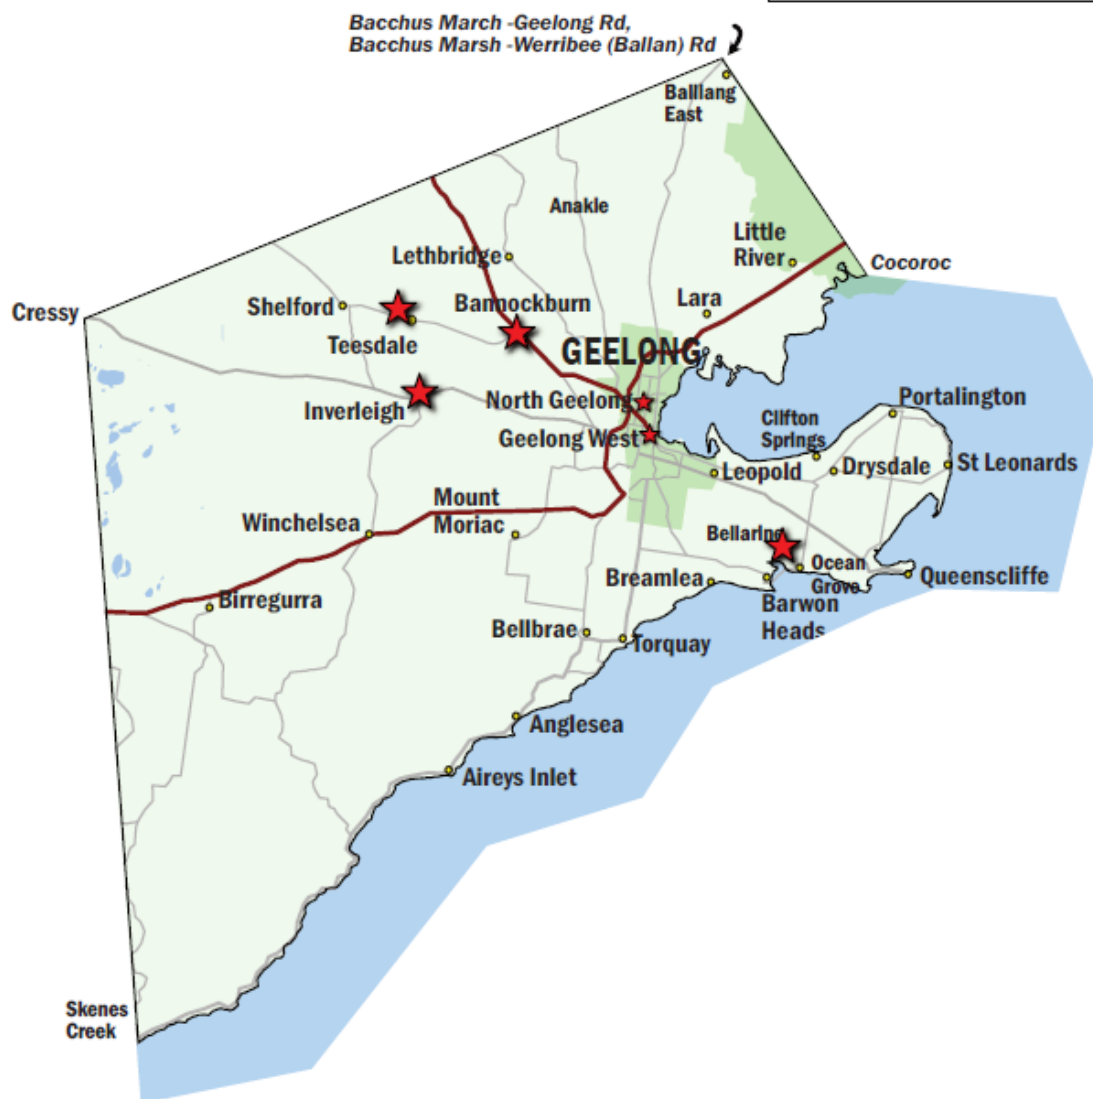 Bacchus March -Geelong Rd,
Bacchus Marsh -Werribee (Ballan) Rd
Balllang
East
Anakle
Little
River
Lethbridge
Cocoroc
Shelford
Bannockburn
Lara
Cressy
Teesdale
GEELONG
Inverleigh
North Geelong
Portalington
Clifton
Springs
Geelong West
Leopold
Drysdale
St Leonards
Mount
Moriac
Winchelsea
Bellarine
Ocean
Grove
Breamlea
Queenscliffe
Birregurra
Barwon
Heads
Bellbrae
Torquay
Anglesea
Aireys Inlet
Skenes
Creek